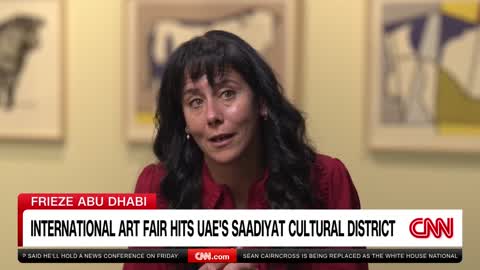 FRIEZE ABU DHABI
INTERNATIONAL ART FAIR HITS UAE'S SAADIYAT CULTURAL DISTRICT
CNN
P SAID HE'LL HOLD A NEWS CONFERENCE ON FRIDAY CNN.com SEAN CAIRNCROSS IS BEING REPLACED AS THE WHITE HOUSE NATIONAL